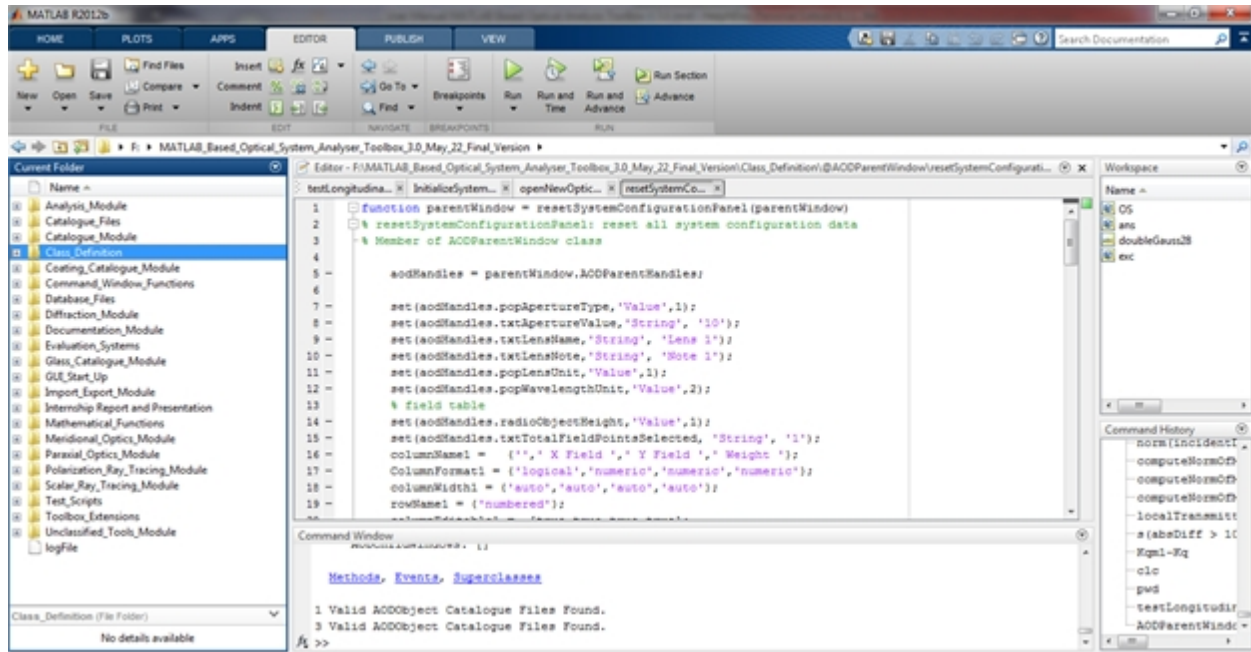 MATLAB R2012b
HOME PLOTS APPS EDITOR PUBLISH VIEW
Search Documentation
New Open Save
Find Files
Compare
Print
Insert fx
Comment
Indent
Go To
Find
Breakpoints
Run
Run and Time
Run and Advance
Run Section
Advance
FILE EDIT NAVIGATE BREAKPOINTS RUN
F: MATLAB_Based_Optical_System_Analyser_Toolbox_3.0_May_22_Final_Version
Current Folder
Name
Analysis_Module
Catalogue_Files
Catalogue_Module
Class_Definition
Coating_Catalogue_Module
Command_Window_Functions
Database_Files
Diffraction_Module
Documentation_Module
Evaluation_Systems
Glass_Catalogue_Module
GUI_Start_Up
Import_Export_Module
Internship Report and Presentation
Mathematical_Functions
Meridional_Optics_Module
Paraxial_Optics_Module
Polarization_Ray_Tracing_Module
Scalar_Ray_Tracing_Module
Test_Scripts
Toolbox_Extensions
Unclassified_Tools_Module
logFile
Class_Definition (File Folder)
No details available
Editor - F:\MATLAB_Based_Optical_System_Analyser_Toolbox_3.0_May_22_Final_Version\Class_Definition\@AODParentWindow\resetSystemConfigurati...
testLongitudina... InitializeSystem... openNewOptic... resetSystemCo...
1 function parentWindow = resetSystemConfigurationPanel(parentWindow)
2 % resetSystemConfigurationPanel: reset all system configuration data
3 % Member of AODParentWindow class
4
5 - aodHandles = parentWindow.AODParentHandles;
6
7 - set(aodHandles.popApertureType,'Value',1);
8 - set(aodHandles.txtApertureValue,'String', '10');
9 - set(aodHandles.txtLensName,'String', 'Lens 1');
10 - set(aodHandles.txtLensNote,'String', 'Note 1');
11 - set(aodHandles.popLensUnit,'Value',1);
12 - set(aodHandles.popWavelengthUnit,'Value',2);
13 % field table
14 - set(aodHandles.radioObjectHeight,'Value',1);
15 - set(aodHandles.txtTotalFieldPointsSelected, 'String', '1');
16 - columnName1 = {'',' X Field ',' Y Field ',' Weight '};
17 - ColumnFormat1 = {'logical','numeric','numeric','numeric'};
18 - columnWidth1 = {'auto','auto','auto','auto'};
19 - rowName1 = {'numbered'};
Command Window
Methods, Events, Superclasses
1 Valid AODObject Catalogue Files Found.
3 Valid AODObject Catalogue Files Found.
fx >>
Workspace
Name
OS
ans
doubleGauss28
exc
Command History
norm(incidentI
computeNormOfM
computeNormOfM
localTransmitt
s(absDiff > 10
Kqm1-Kq
clc
pwd
testLongitudir
AODParentWindo